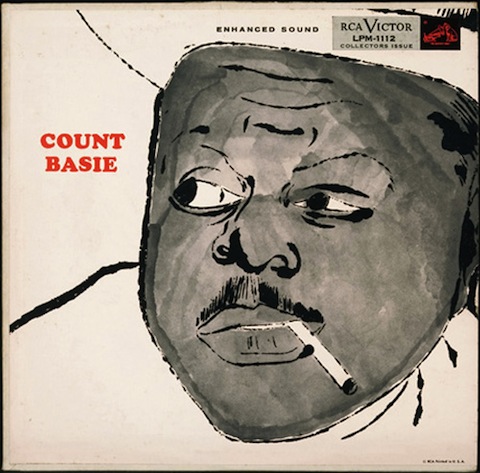 ENHANCED SOUND
RCA VICTOR
LPM-1112
COLLECTORS ISSUE
COUNT
BASIE